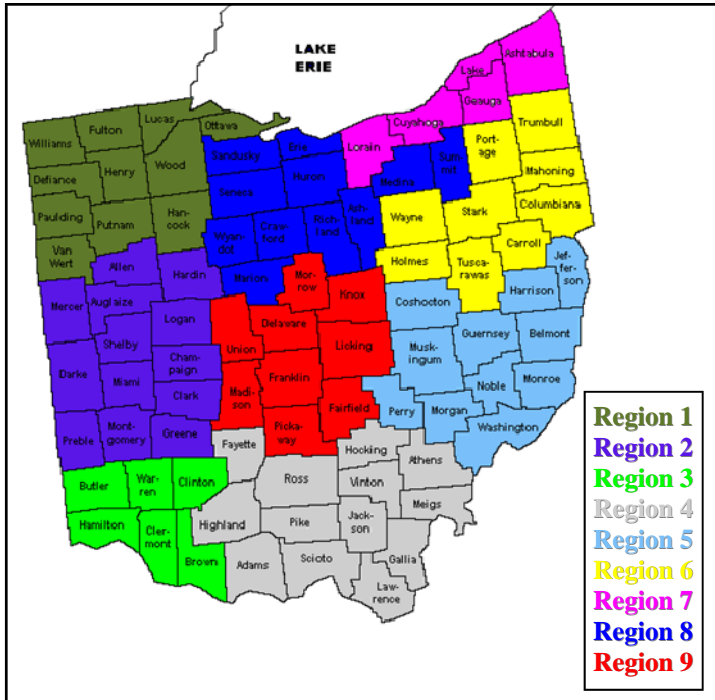 LAKE
ERIE
Ashtabula
Lake
Geauga
Cuyahoga
Lorain
Trumbull
Port-
age
Mahoning
Sum-
mit
Medina
Columbiana
Stark
Wayne
Carroll
Holmes
Tusca-
rawas
Williams
Fulton
Lucas
Ottawa
Defiance
Henry
Wood
Paulding
Putnam
Han-
cock
Van
Wert
Sandusky
Erie
Seneca
Huron
Wyan-
dot
Craw-
ford
Rich-
land
Ash-
land
Marion
Allen
Hardin
Mercer
Auglaize
Logan
Shelby
Darke
Miami
Cham-
paign
Clark
Preble
Mont-
gomery
Greene
Mor-
row
Knox
Delaware
Union
Licking
Franklin
Madi-
son
Picka-
way
Fairfield
Coshocton
Harrison
Jef-
ferson
Guernsey
Belmont
Mus-
kingum
Noble
Monroe
Perry
Morgan
Washington
Butler
War-
ren
Clinton
Hamilton
Cler-
mont
Brown
Fayette
Ross
Hocking
Athens
Vinton
Meigs
Highland
Pike
Jack-
son
Gallia
Adams
Scioto
Law-
rence
Region 1
Region 2
Region 3
Region 4
Region 5
Region 6
Region 7
Region 8
Region 9